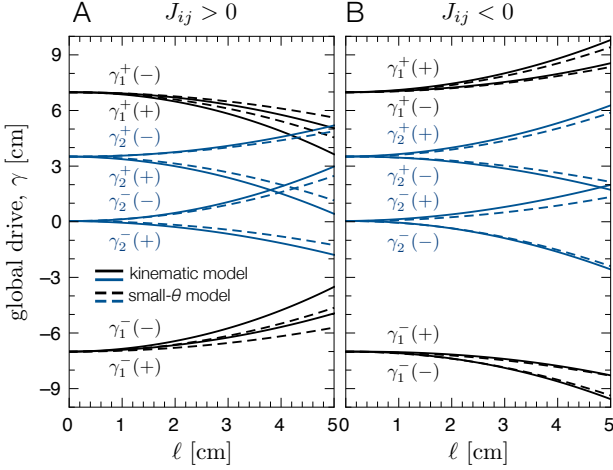 A
J_{ij} > 0
B
J_{ij} < 0
global drive, γ [cm]
9
6
3
0
−3
−6
−9
γ_1^+(−)
γ_1^+(+)
γ_2^+(−)
γ_2^+(+)
γ_2^−(−)
γ_2^−(+)
kinematic model
small-θ model
γ_1^−(−)
γ_1^−(+)
0 1 2 3 4 5
ℓ [cm]
γ_1^+(+)
γ_1^+(−)
γ_2^+(+)
γ_2^+(−)
γ_2^−(+)
γ_2^−(−)
γ_1^−(+)
γ_1^−(−)
0 1 2 3 4 5
ℓ [cm]